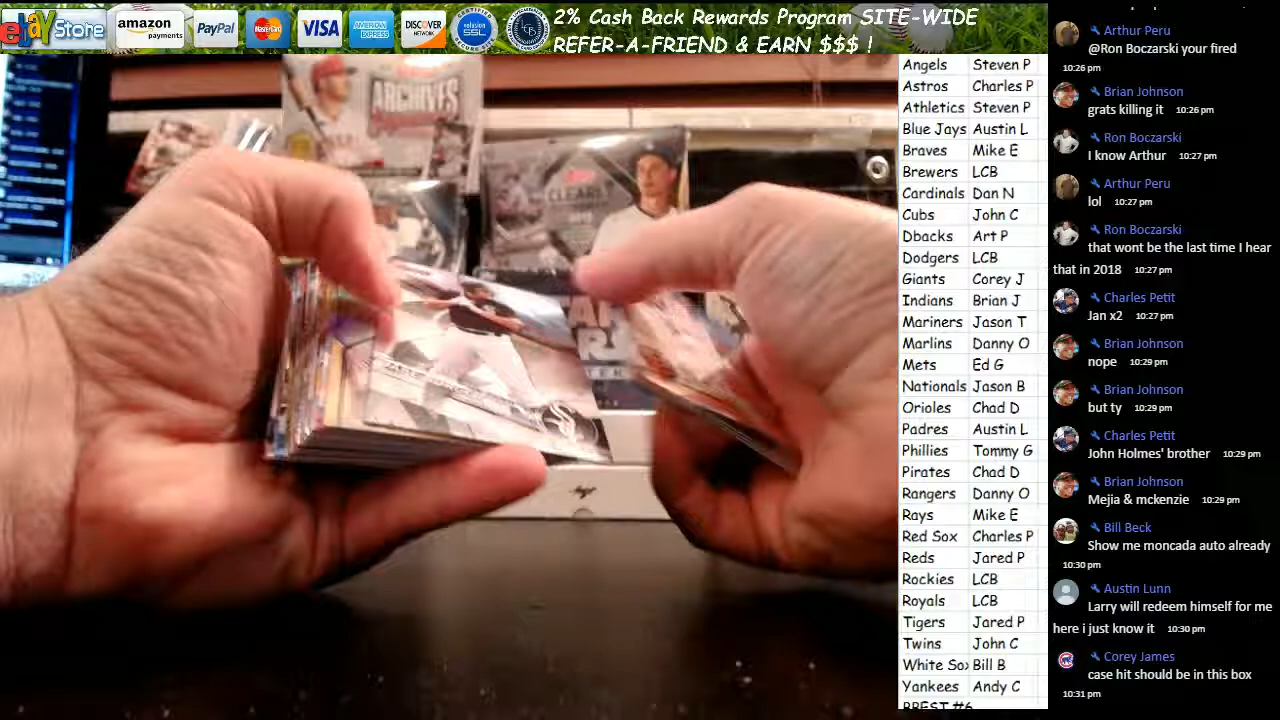 ebay Store
amazon payments
PayPal
MasterCard
VISA
AMERICAN EXPRESS
DISCOVER NETWORK
SSL
2% Cash Back Rewards Program SITE-WIDE
REFER-A-FRIEND & EARN $$$ !
ARCHIVES
CLEARLY
Angels Steven P
Astros Charles P
Athletics Steven P
Blue Jays Austin L
Braves Mike E
Brewers LCB
Cardinals Dan N
Cubs John C
Dbacks Art P
Dodgers LCB
Giants Corey J
Indians Brian J
Mariners Jason T
Marlins Danny O
Mets Ed G
Nationals Jason B
Orioles Chad D
Padres Austin L
Phillies Tommy G
Pirates Chad D
Rangers Danny O
Rays Mike E
Red Sox Charles P
Reds Jared P
Rockies LCB
Royals LCB
Tigers Jared P
Twins John C
White Sox Bill B
Yankees Andy C
Arthur Peru
@Ron Boczarski your fired
10:26 pm
Brian Johnson
grats killing it 10:26 pm
Ron Boczarski
I know Arthur 10:27 pm
Arthur Peru
lol 10:27 pm
Ron Boczarski
that wont be the last time I hear
that in 2018 10:27 pm
Charles Petit
Jan x2 10:27 pm
Brian Johnson
nope 10:29 pm
Brian Johnson
but ty 10:29 pm
Charles Petit
John Holmes' brother 10:29 pm
Brian Johnson
Mejia & mckenzie 10:29 pm
Bill Beck
Show me moncada auto already
10:30 pm
Austin Lunn
Larry will redeem himself for me
here i just know it 10:30 pm
Corey James
case hit should be in this box
10:31 pm